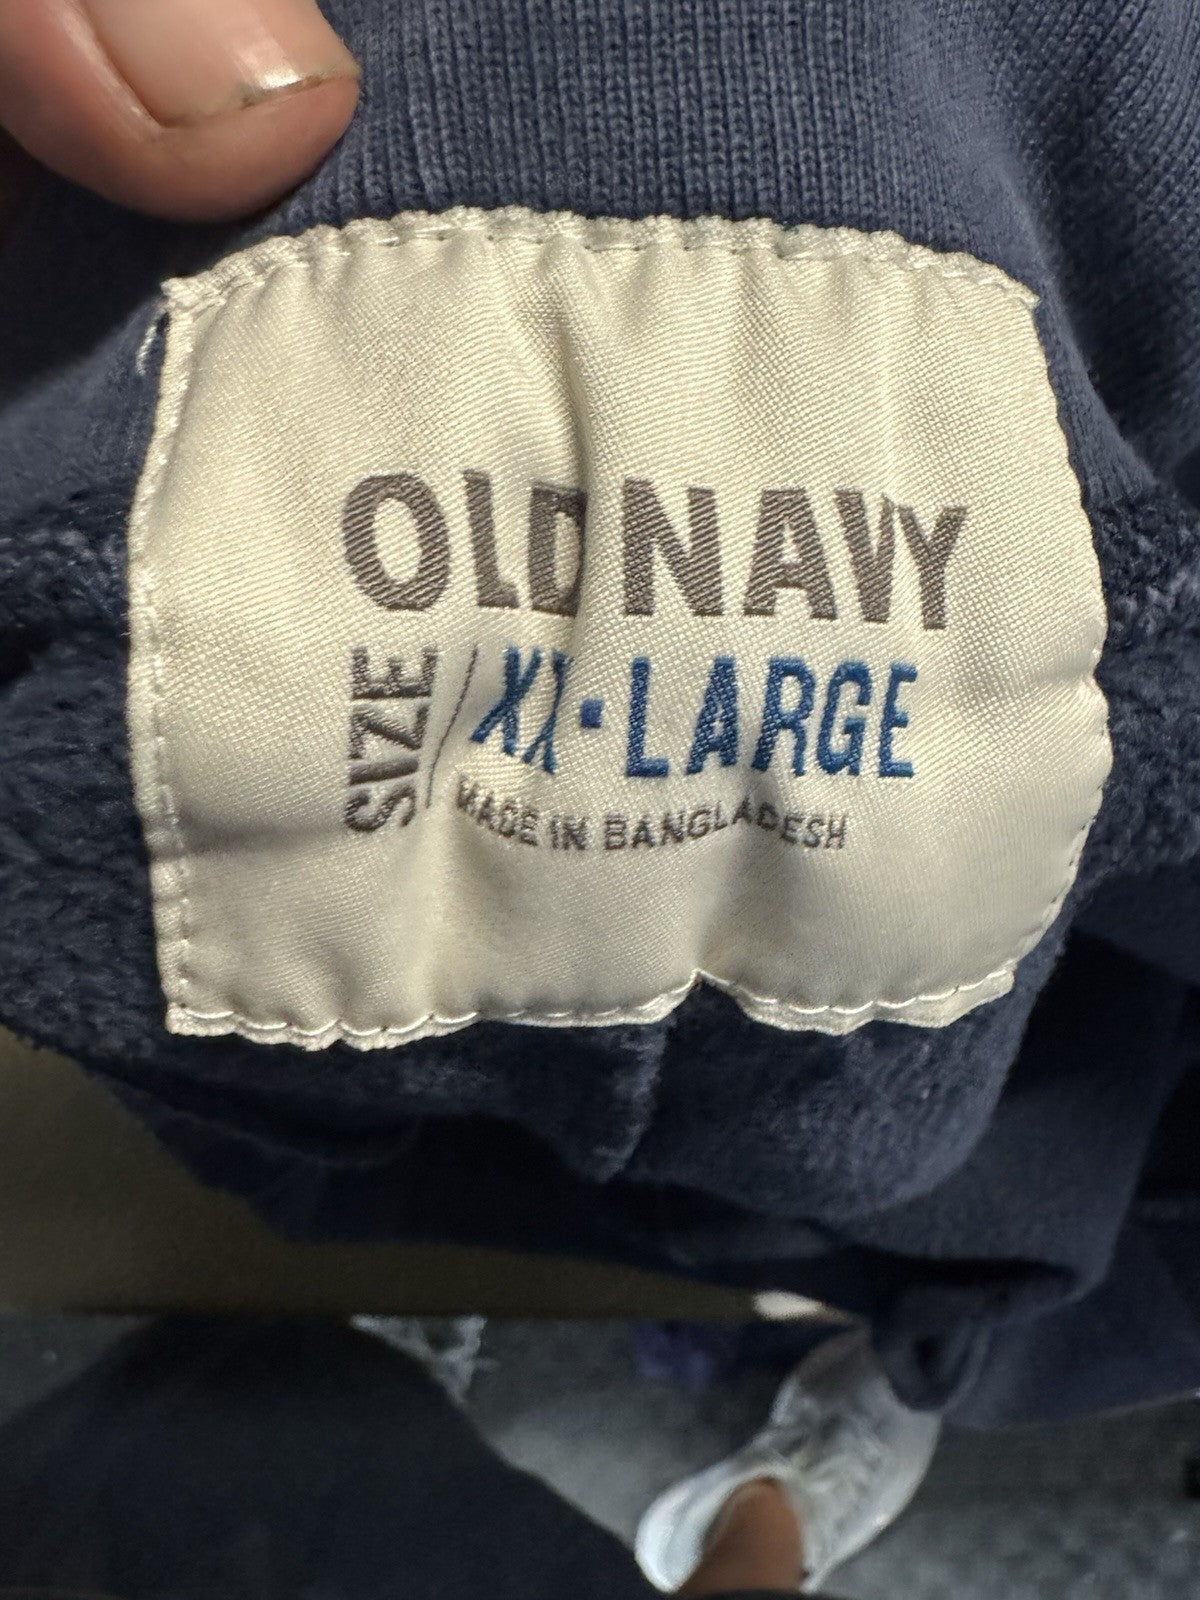 OLD NAVY
SIZE / XX-LARGE
MADE IN BANGLADESH